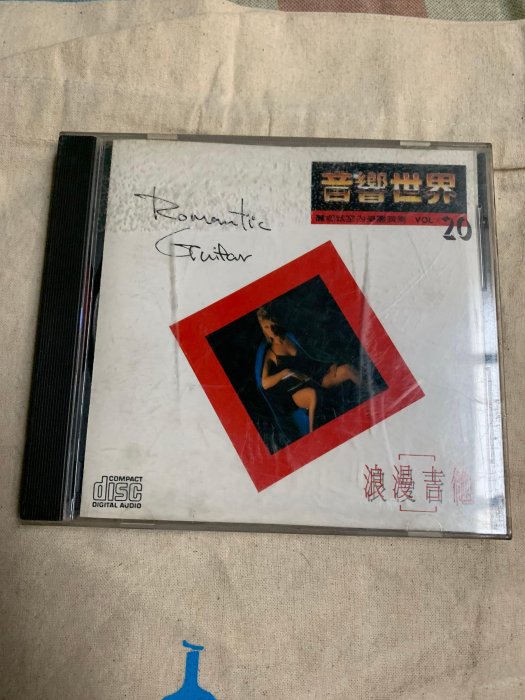 音響世界
VOL 20
Romantic
Guitar
COMPACT
disc
DIGITAL AUDIO
浪漫吉他